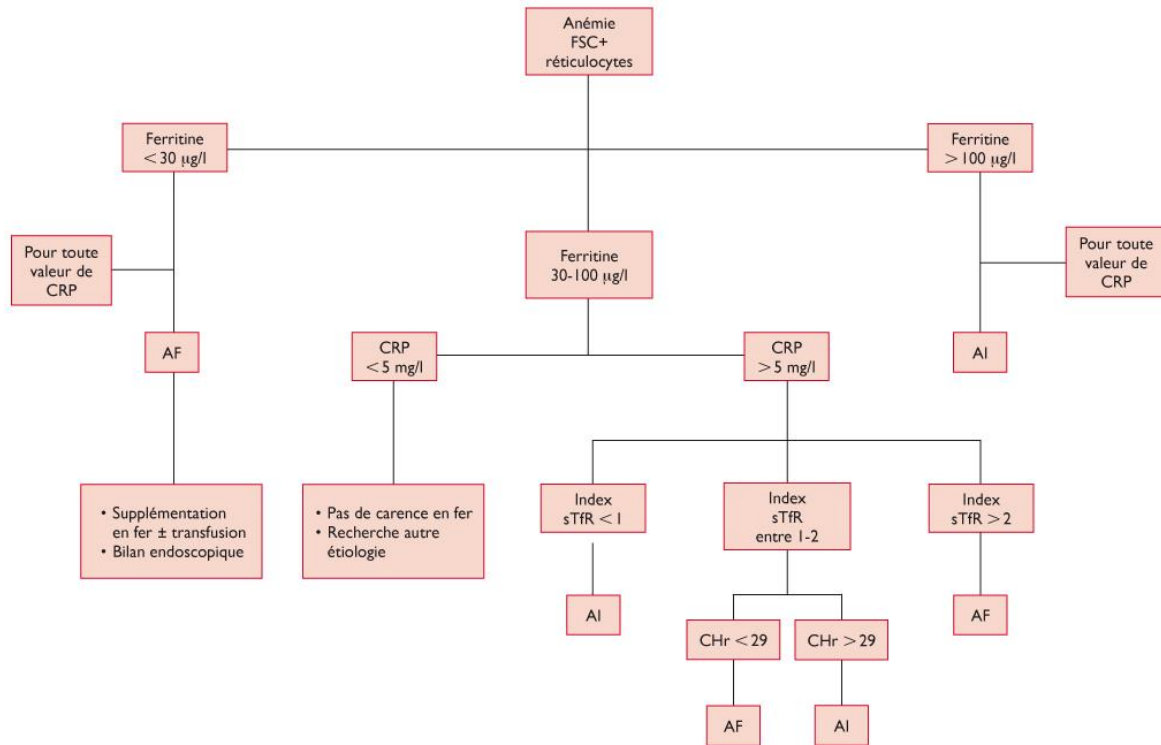 Anémie
FSC+
réticulocytes
Ferritine
< 30 µg/l
Ferritine
> 100 µg/l
Pour toute
valeur de
CRP
Ferritine
30-100 µg/l
Pour toute
valeur de
CRP
AF
CRP
< 5 mg/l
CRP
> 5 mg/l
AI
• Supplémentation
en fer ± transfusion
• Bilan endoscopique
• Pas de carence en fer
• Recherche autre
étiologie
Index
sTfR < 1
Index
sTfR
entre 1-2
Index
sTfR > 2
AI
CHr < 29
CHr > 29
AF
AF
AI